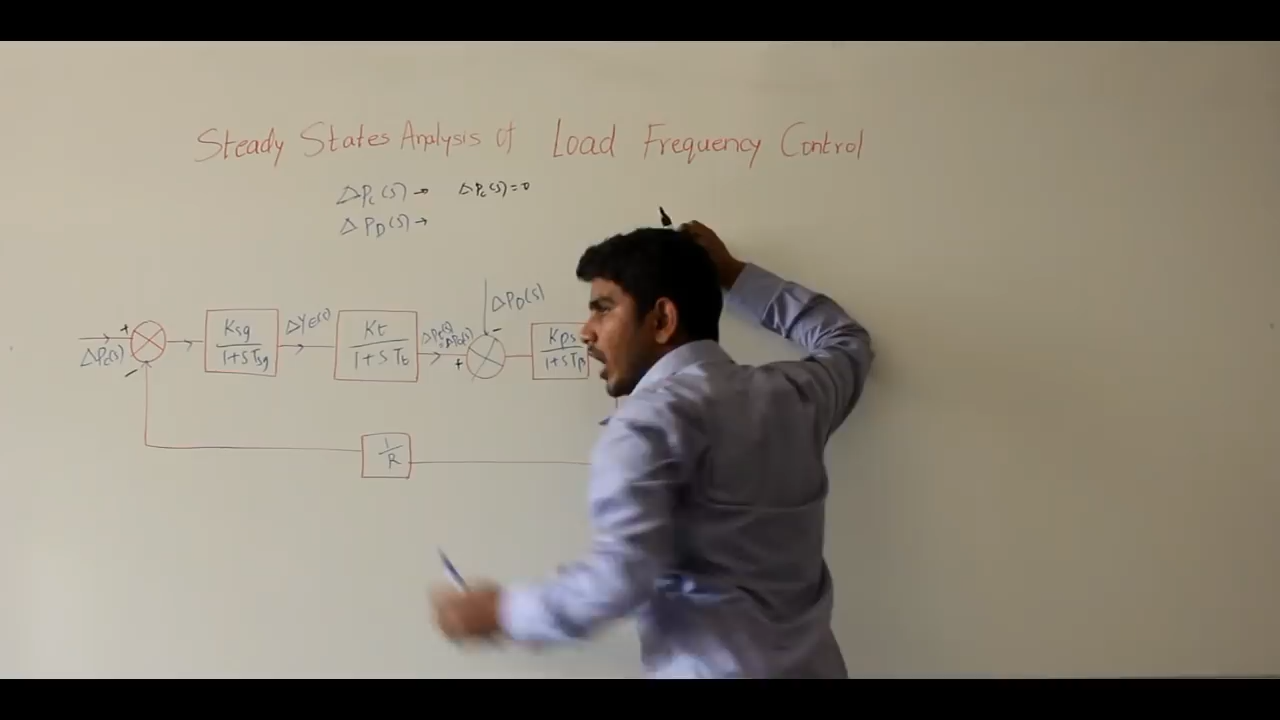 Steady States Analysis of Load Frequency Control
ΔPc(s) → ΔPc(s)=0
ΔPD(s) →
ΔPD(s)
+ Ksg ΔYE(s) Kt - Kps
ΔPc(s) 1+STsg 1+STt +
- 1+STp
1
R